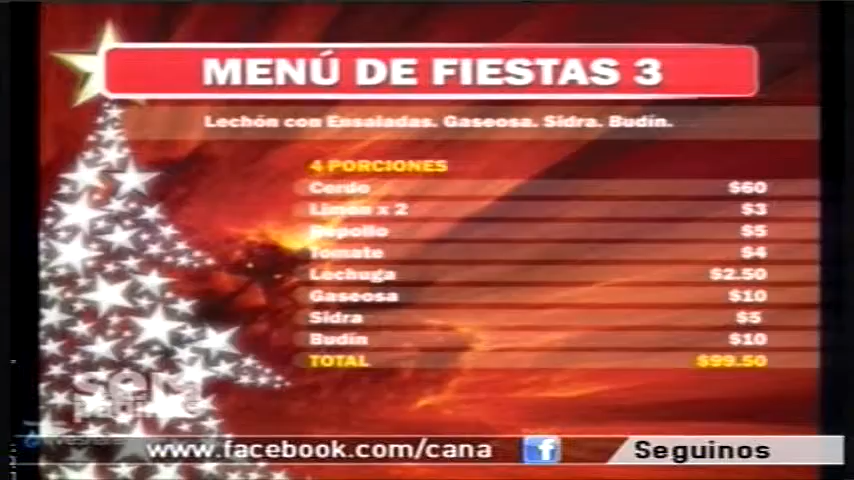 MENÚ DE FIESTAS 3
Lechón con Ensaladas. Gaseosa. Sidra. Budín.
4 PORCIONES
Cerdo $60
Limón x 2 $3
Repollo $5
Tomate $4
Lechuga $2.50
Gaseosa $10
Sidra $5
Budín $10
TOTAL $99.50
www.facebook.com/cana
Seguinos